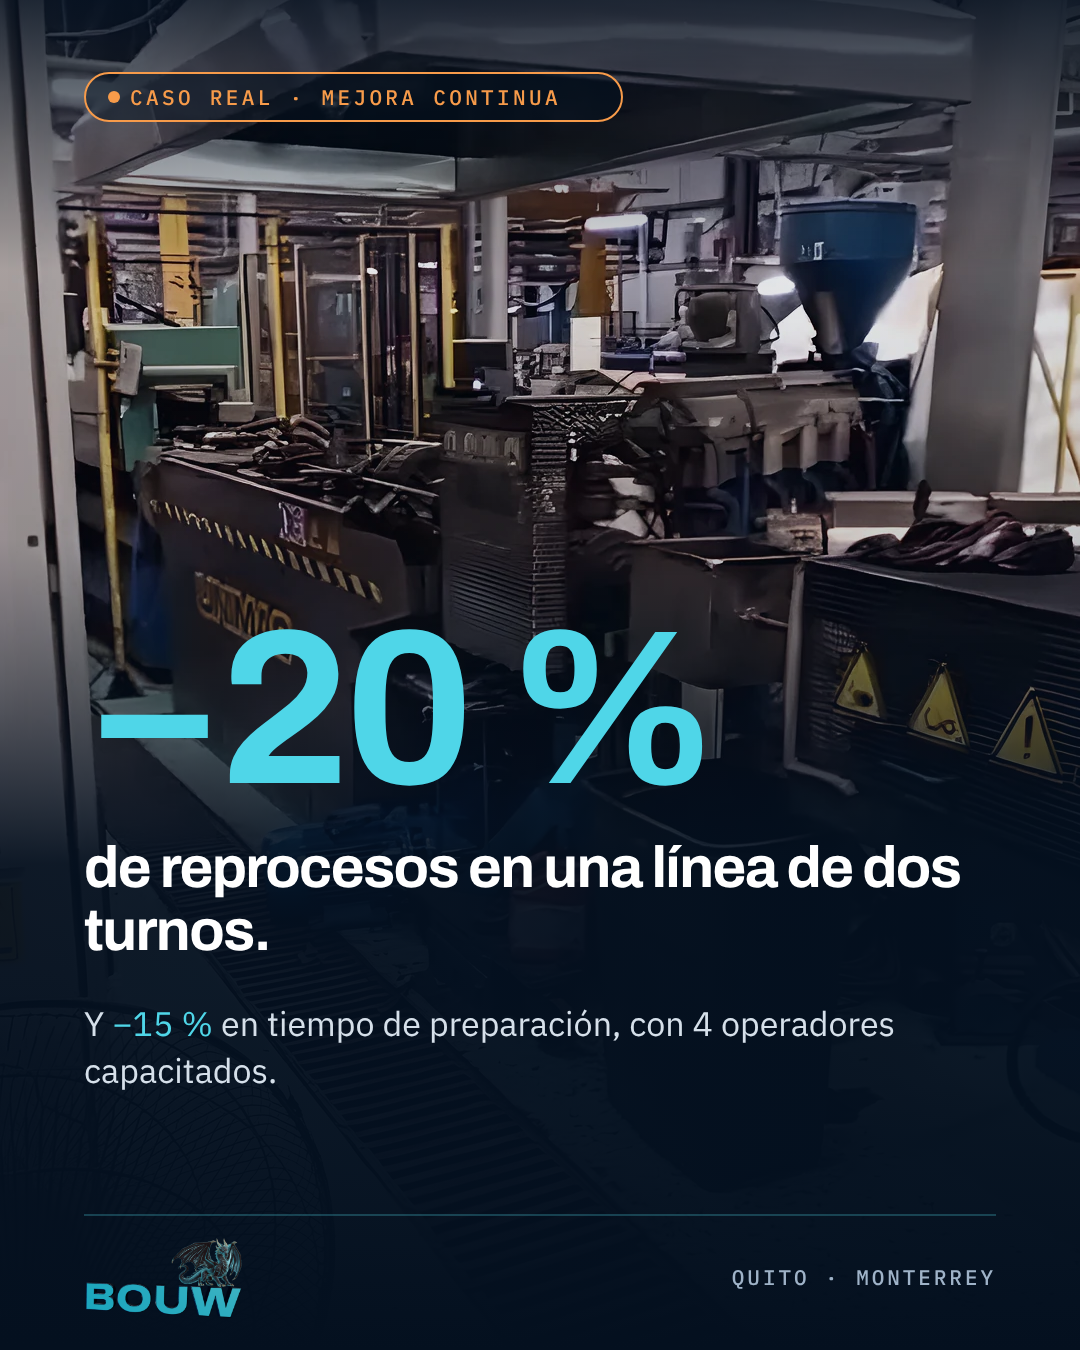 CASO REAL · MEJORA CONTINUA
−20 %
de reprocesos en una línea de dos
turnos.
Y −15 % en tiempo de preparación, con 4 operadores
capacitados.
BOUW
QUITO · MONTERREY